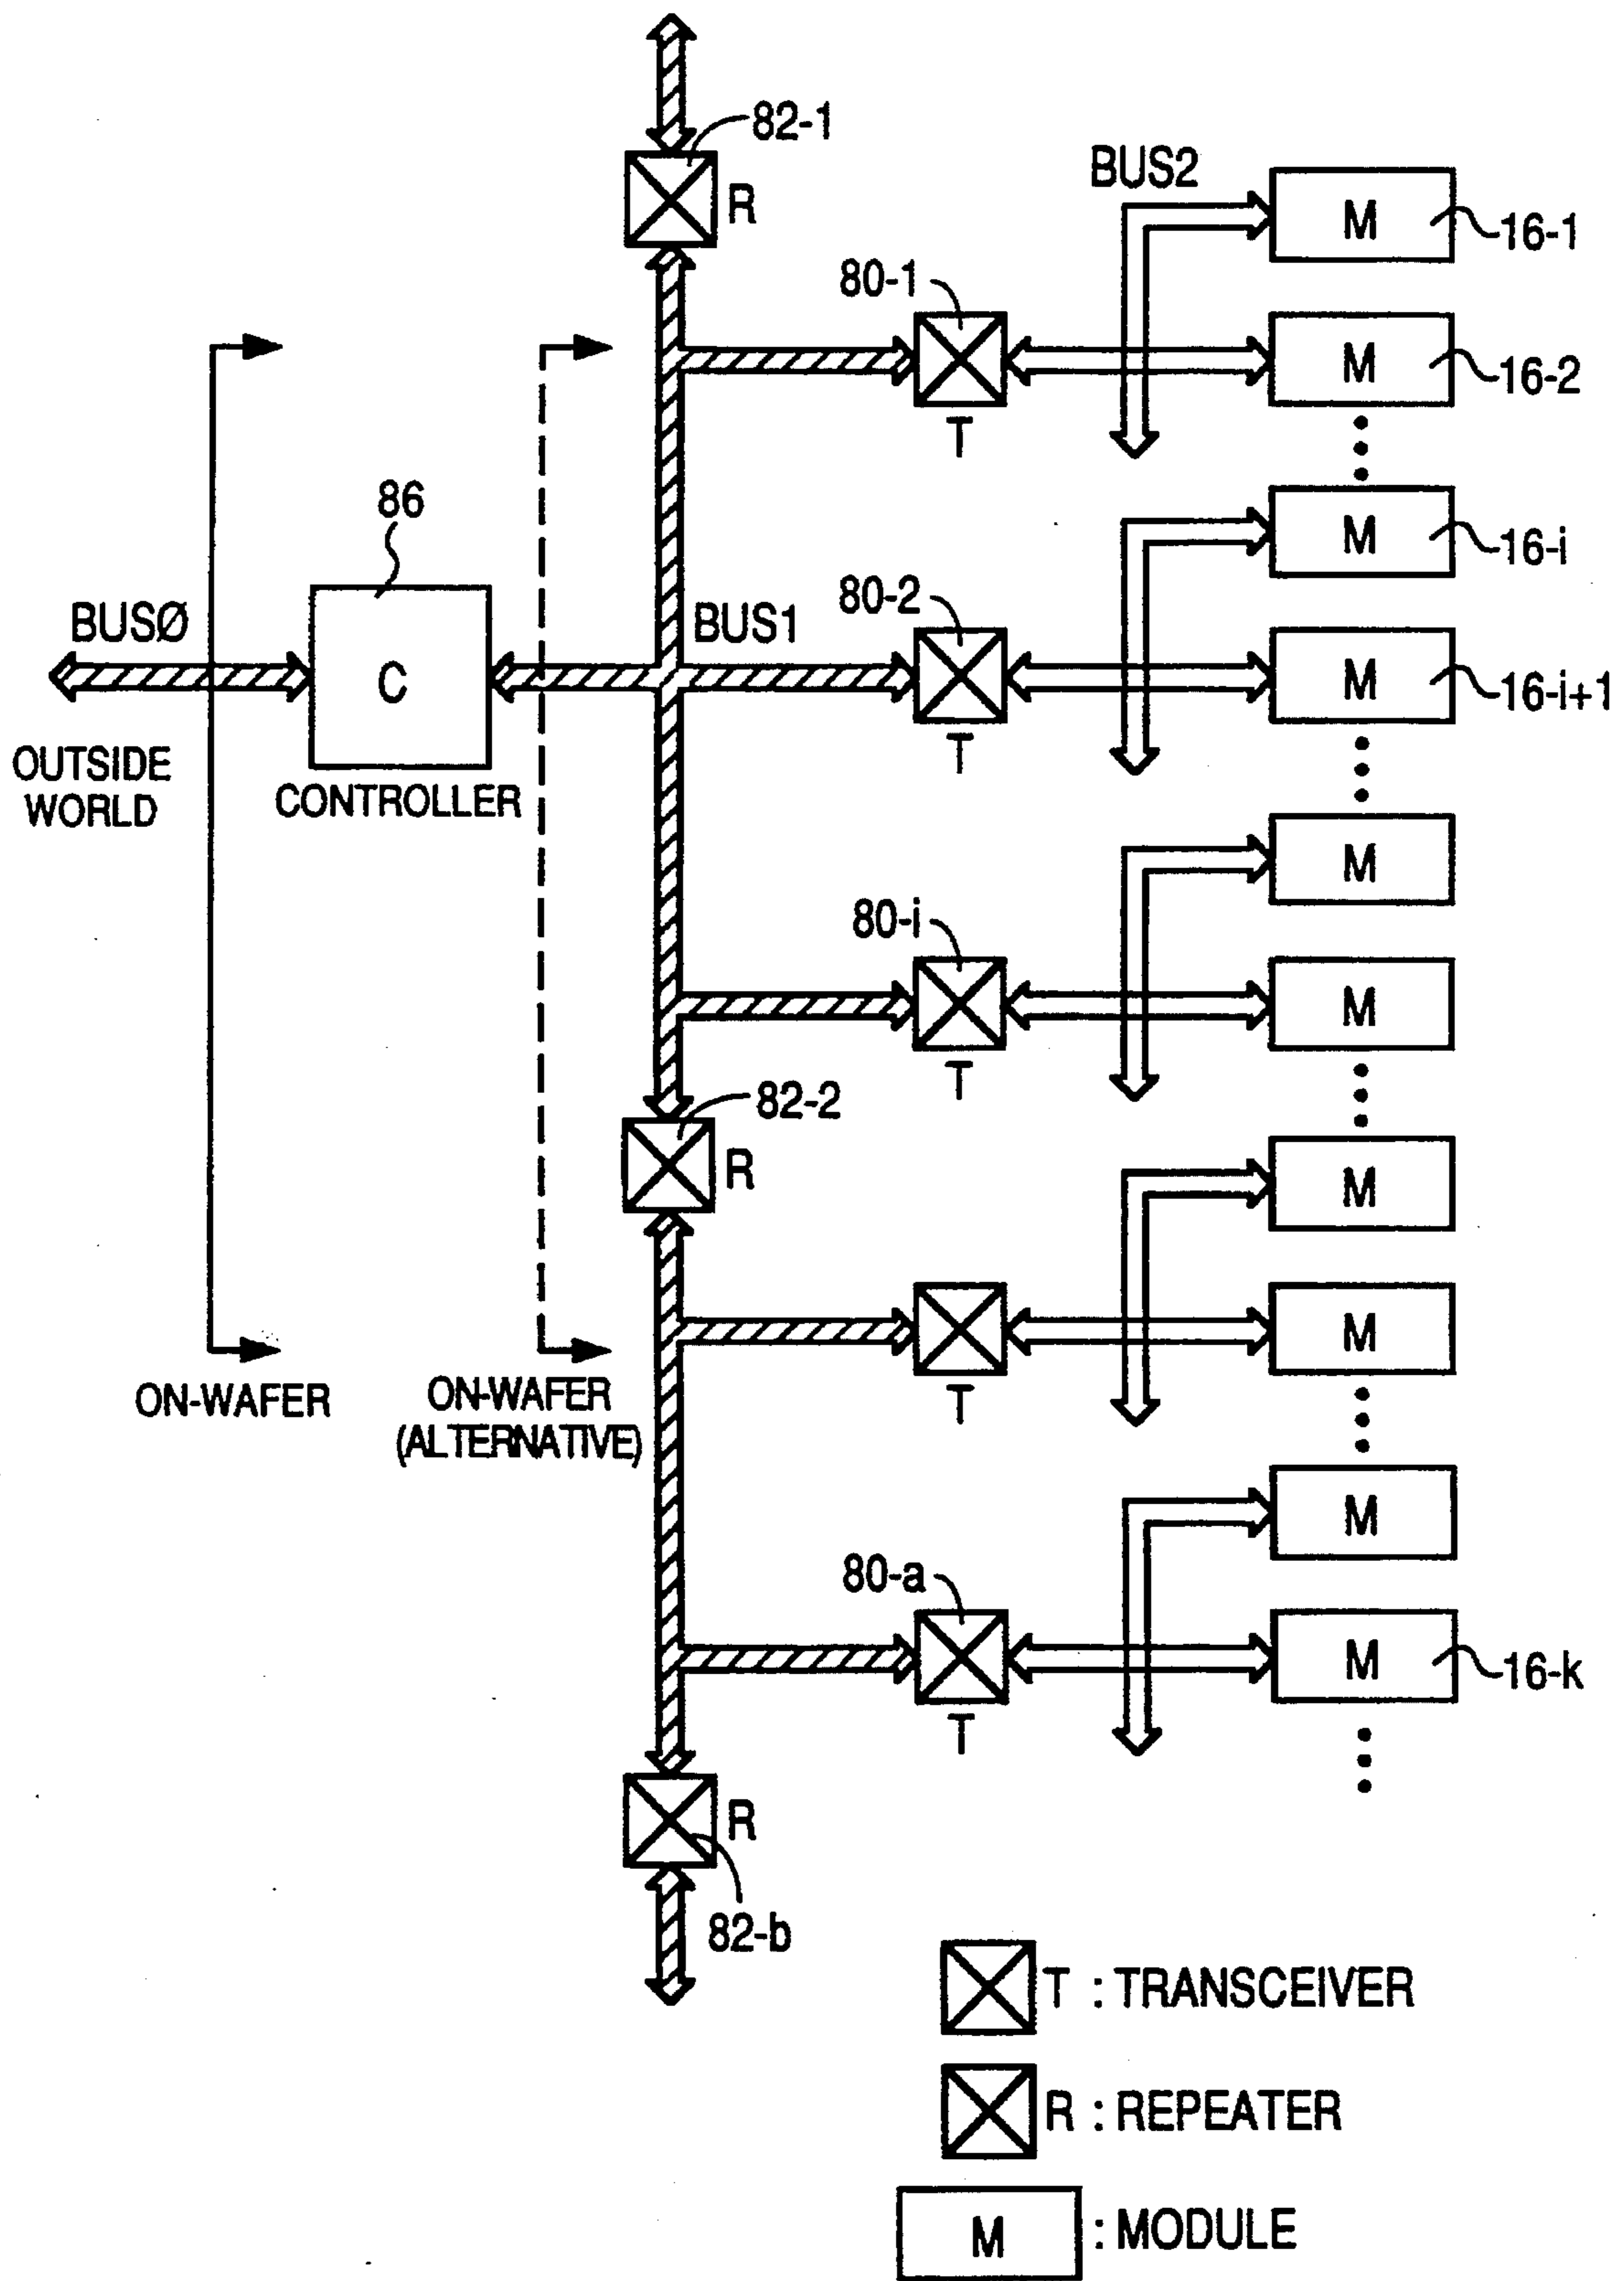 82-1
R
BUS2
M
16-1
80-1
T
M
16-2
86
M
16-i
BUSØ
C
BUS1
80-2
T
M
16-i+1
OUTSIDE
WORLD
CONTROLLER
M
80-i
T
M
82-2
R
M
T
M
ON-WAFER
ON-WAFER
(ALTERNATIVE)
M
80-a
T
M
16-k
R
82-b
T : TRANSCEIVER
R : REPEATER
M : MODULE